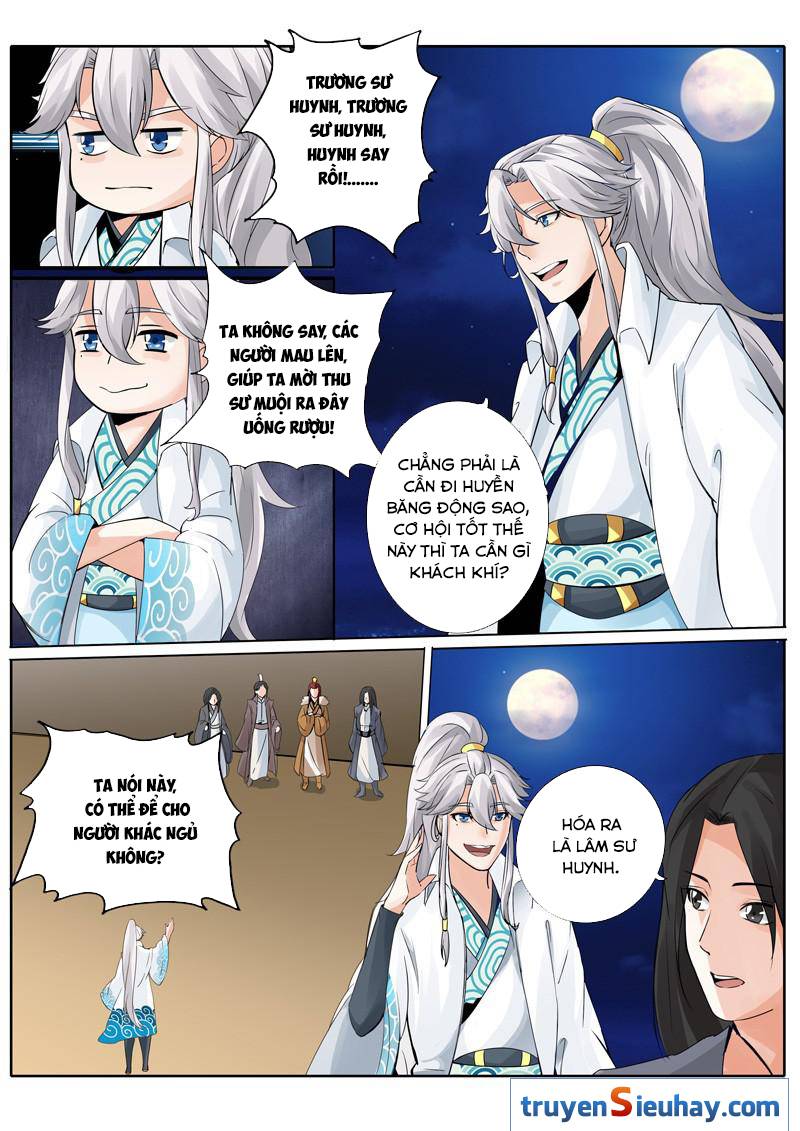 TRƯƠNG SƯ
HUYNH, TRƯƠNG
SƯ HUYNH,
HUYNH SAY
RỒI!.......
TA KHÔNG SAY, CÁC
NGƯỜI MAU LÊN,
GIÚP TA MỜI THU
SƯ MUỘI RA ĐÂY
UỐNG RƯỢU!
CHẲNG PHẢI LÀ
CẦN ĐI HUYỀN
BĂNG ĐỘNG SAO,
CƠ HỘI TỐT THẾ
NÀY THÌ TA CẦN GÌ
KHÁCH KHÍ?
TA NÓI NÀY,
CÓ THỂ ĐỂ CHO
NGƯỜI KHÁC NGỦ
KHÔNG?
HÓA RA
LÀ LÂM SƯ
HUYNH.
truyenSieuhay.com